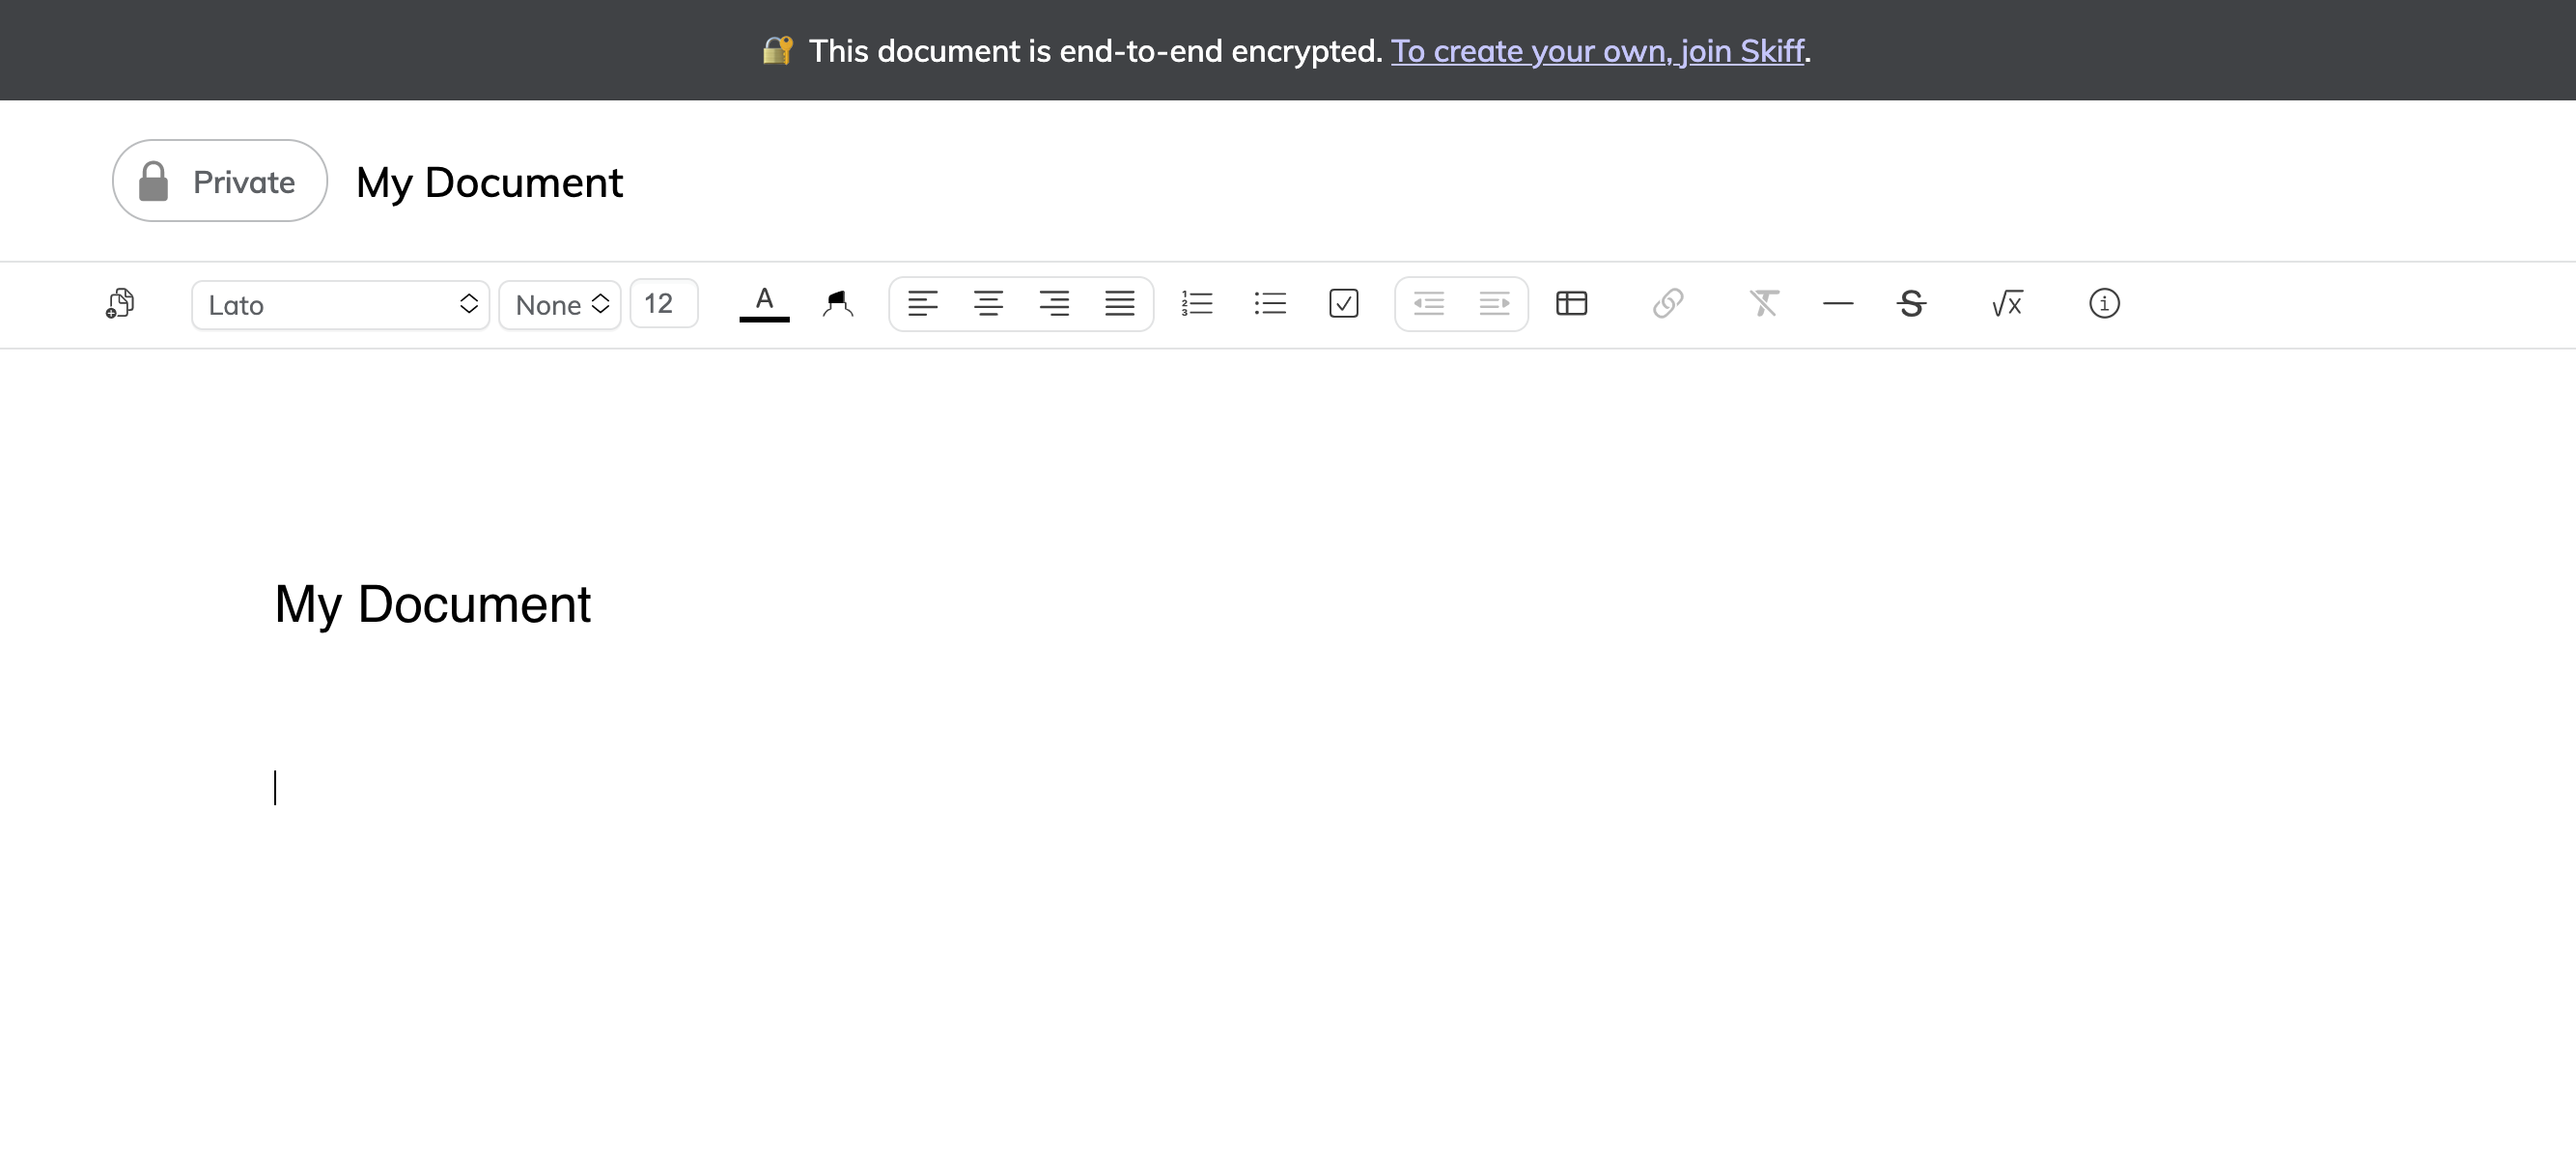 This document is end-to-end encrypted. To create your own, join Skiff.
Private My Document
Lato None 12 A
My Document